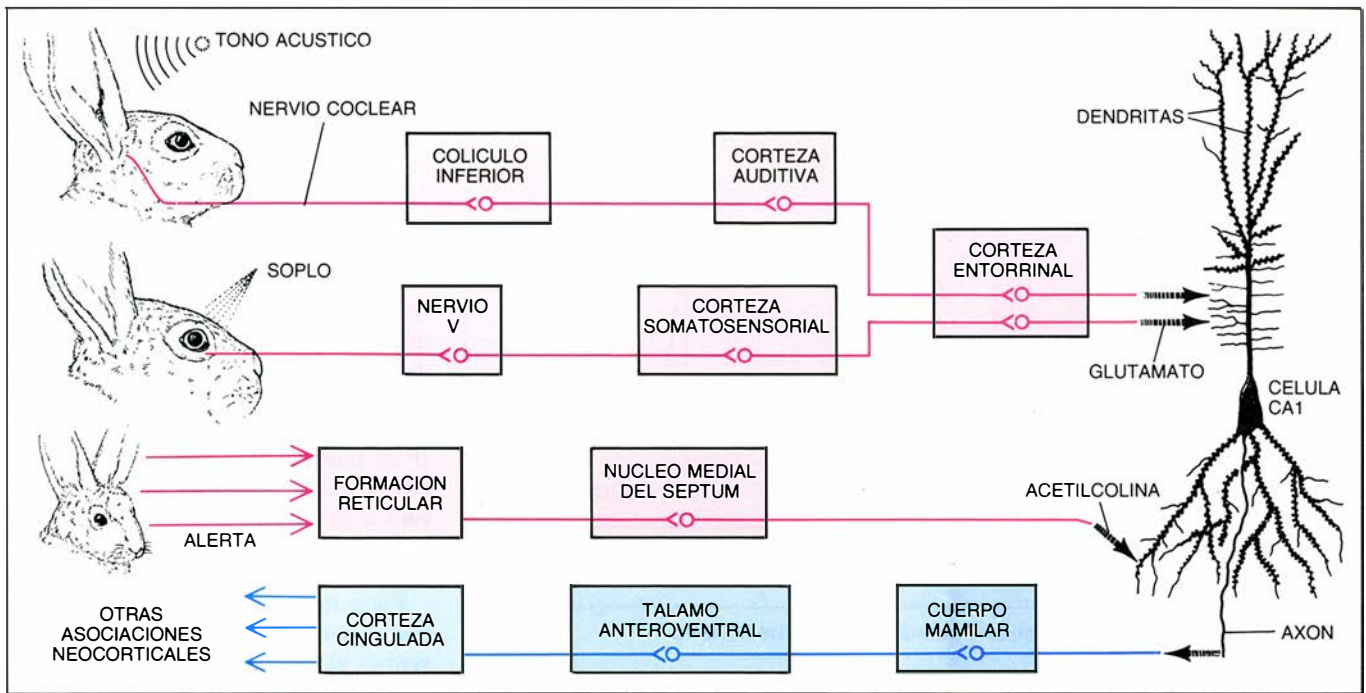 TONO ACUSTICO
NERVIO COCLEAR
COLICULO
INFERIOR
CORTEZA
AUDITIVA
DENDRITAS
SOPLO
NERVIO
V
CORTEZA
SOMATOSENSORIAL
CORTEZA
ENTORRINAL
GLUTAMATO
CELULA
CA1
ALERTA
FORMACION
RETICULAR
NUCLEO MEDIAL
DEL SEPTUM
ACETILCOLINA
OTRAS
ASOCIACIONES
NEOCORTICALES
CORTEZA
CINGULADA
TALAMO
ANTEROVENTRAL
CUERPO
MAMILAR
AXON